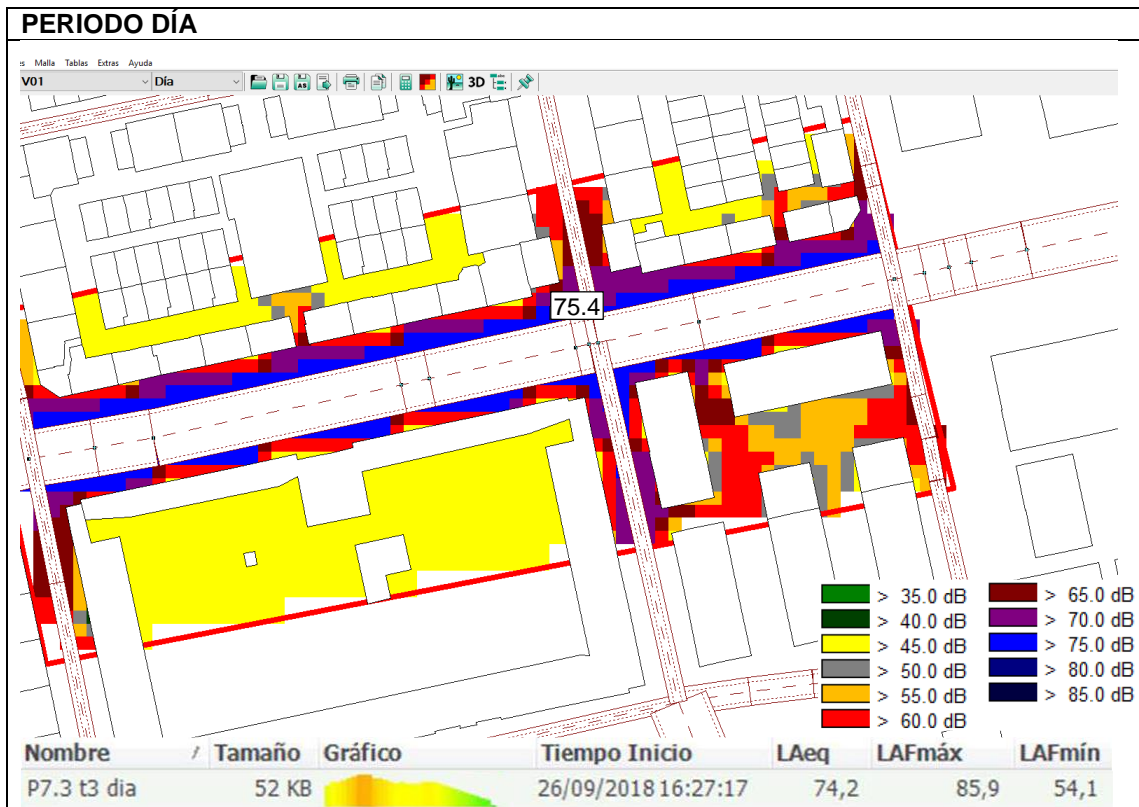 PERIODO DÍA
es Malla Tablas Extras Ayuda
V01 Día AS 3D
75.4
> 35.0 dB > 65.0 dB
> 40.0 dB > 70.0 dB
> 45.0 dB > 75.0 dB
> 50.0 dB > 80.0 dB
> 55.0 dB > 85.0 dB
> 60.0 dB
Nombre / Tamaño Gráfico Tiempo Inicio LAeq LAFmáx LAFmín
P7.3 t3 dia 52 KB 26/09/2018 16:27:17 74,2 85,9 54,1